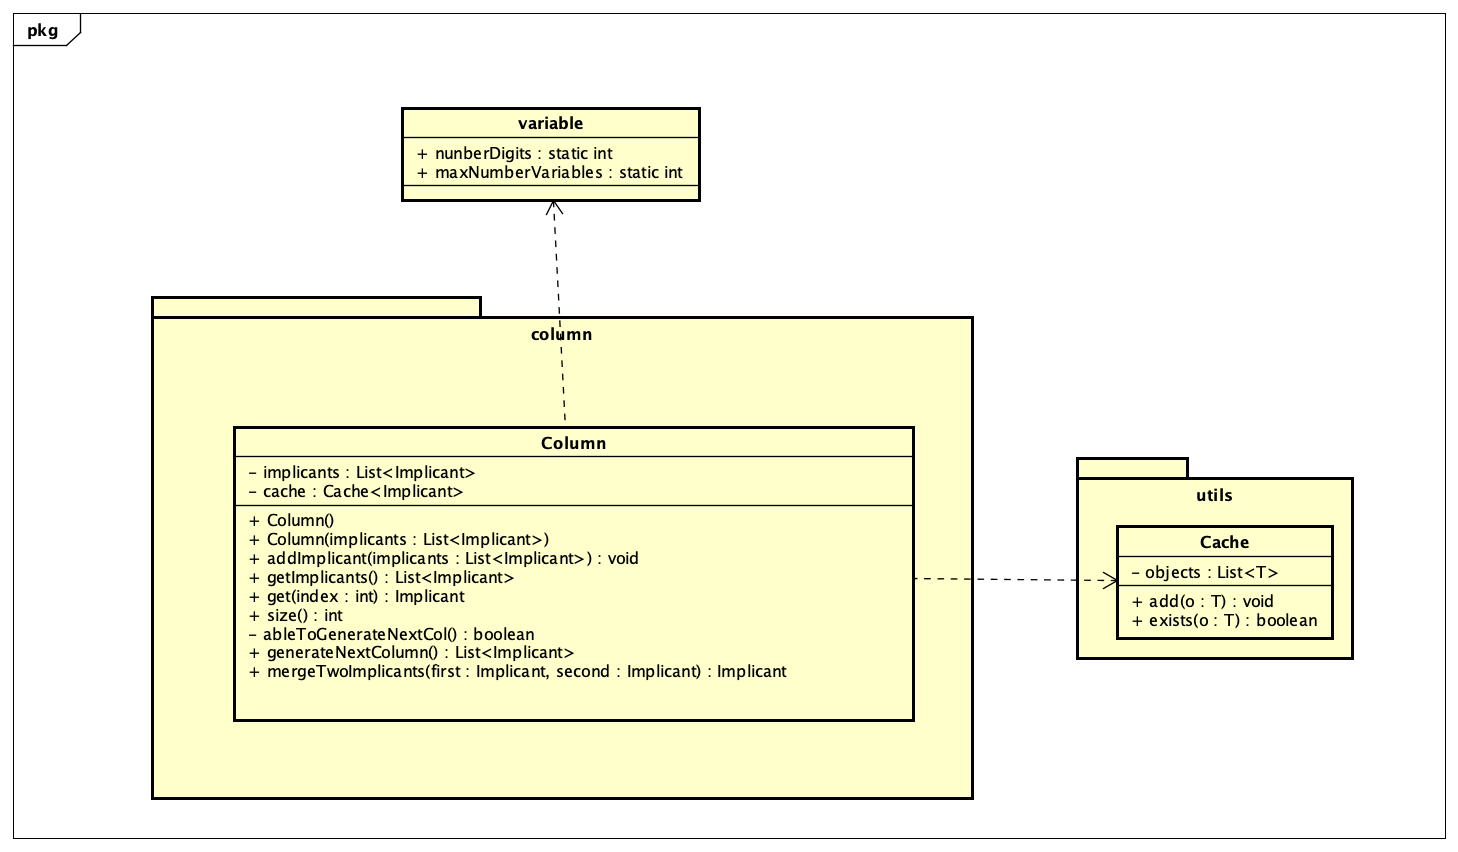 pkg
variable
+ nunberDigits : static int
+ maxNumberVariables : static int
column
Column
- implicants : List<Implicant>
- cache : Cache<Implicant>
+ Column()
+ Column(implicants : List<Implicant>)
+ addImplicant(implicants : List<Implicant>) : void
+ getImplicants() : List<Implicant>
+ get(index : int) : Implicant
+ size() : int
- ableToGenerateNextCol() : boolean
+ generateNextColumn() : List<Implicant>
+ mergeTwoImplicants(first : Implicant, second : Implicant) : Implicant
utils
Cache
- objects : List<T>
+ add(o : T) : void
+ exists(o : T) : boolean